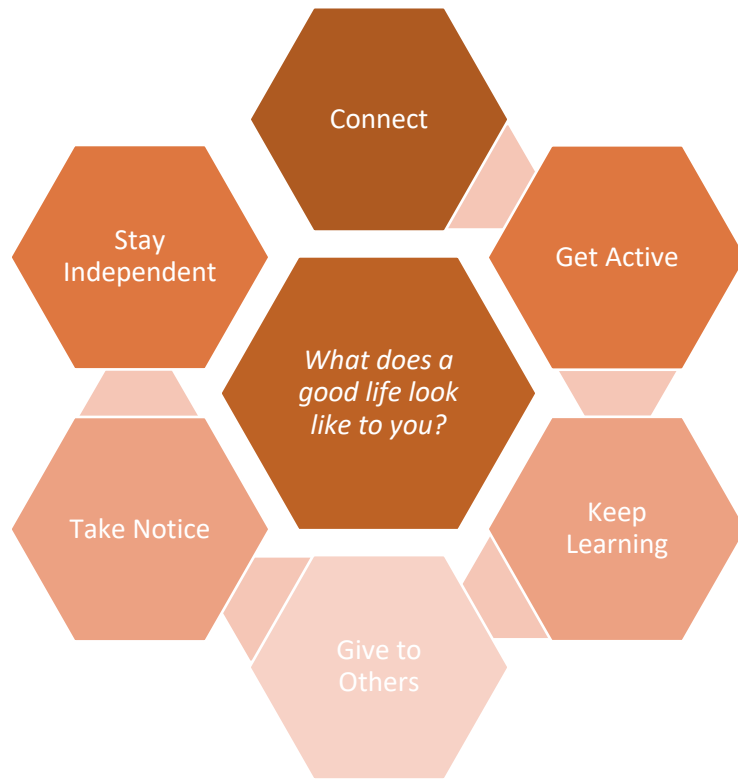 Connect
Get Active
Keep
Learning
Give to
Others
Take Notice
Stay
Independent
What does a
good life look
like to you?